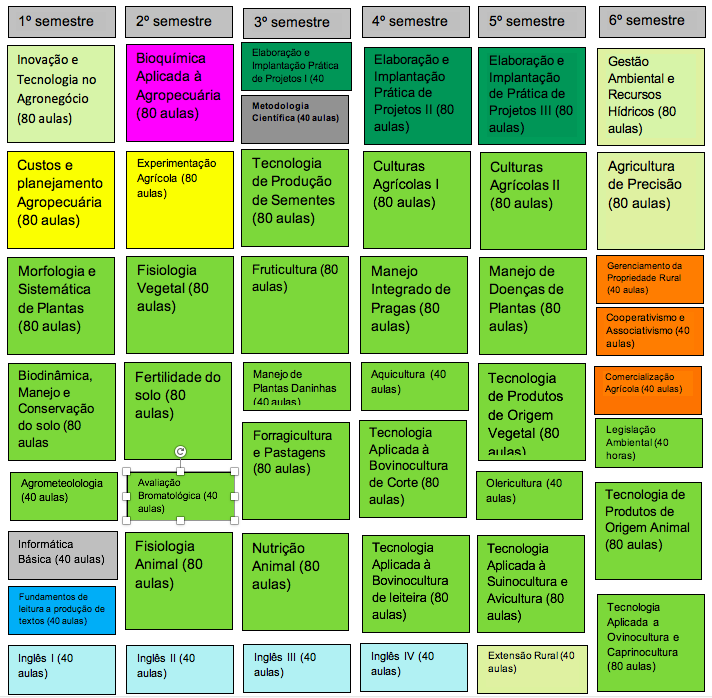 1º semestre
2º semestre
3º semestre
4º semestre
5º semestre
6º semestre
Inovação e
Tecnologia no
Agronegócio
(80 aulas)
Custos e
planejamento
Agropecuária
(80 aulas)
Morfologia e
Sistemática
de Plantas
(80 aulas)
Biodinâmica,
Manejo e
Conservação
do solo (80
aulas
Agrometeolologia
(40 aulas)
Informática
Básica (40 aulas)
Fundamentos de
leitura a produção de
textos (40 aulas)
Inglês I (40
aulas)
Bioquímica
Aplicada à
Agropecuária
(80 aulas)
Experimentação
Agrícola (80
aulas)
Fisiologia
Vegetal (80
aulas)
Fertilidade do
solo (80
aulas)
Avaliação
Bromatológica (40
aulas)
Fisiologia
Animal (80
aulas)
Inglês II (40
aulas)
Elaboração e
Implantação Prática
de Projetos I (40
Metodologia
Científica (40 aulas)
Tecnologia
de Produção
de Sementes
(80 aulas)
Fruticultura (80
aulas)
Manejo de
Plantas Daninhas
(40 aulas)
Forragicultura
e Pastagens
(80 aulas)
Nutrição
Animal (80
aulas)
Inglês III (40
aulas)
Elaboração e
Implantação
Prática de
Projetos II (80
aulas)
Culturas
Agrícolas I
(80 aulas)
Manejo
Integrado de
Pragas (80
aulas)
Aquicultura (40
aulas)
Tecnologia
Aplicada à
Bovinocultura
de Corte (80
aulas)
Tecnologia
Aplicada à
Bovinocultura
de leiteira (80
aulas)
Inglês IV (40
aulas)
Elaboração e
Implantação
de Prática de
Projetos III (80
aulas)
Culturas
Agrícolas II
(80 aulas)
Manejo de
Doenças de
Plantas (80
aulas)
Tecnologia
de Produtos
de Origem
Vegetal (80
aulas)
Olericultura (40
aulas)
Tecnologia
Aplicada à
Suinocultura e
Avicultura (80
aulas)
Extensão Rural (40
aulas)
Gestão
Ambiental e
Recursos
Hídricos (80
aulas)
Agricultura
de Precisão
(80 aulas)
Gerenciamento da
Propriedade Rural
(40 aulas)
Cooperativismo e
Associativismo (40
aulas)
Comercialização
Agrícola (40 aulas)
Legislação
Ambiental (40
horas)
Tecnologia de
Produtos de
Origem Animal
(80 aulas)
Tecnologia
Aplicada a
Ovinocultura e
Caprinocultura
(80 aulas)